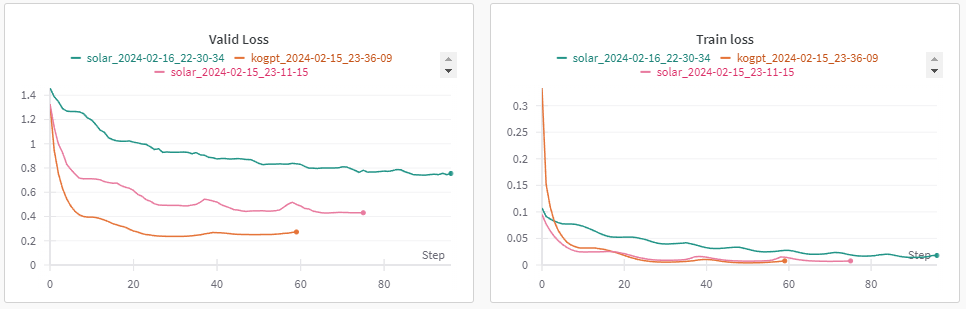 Valid Loss
solar_2024-02-16_22-30-34 kogpt_2024-02-15_23-36-09
solar_2024-02-15_23-11-15
1.4
1.2
1
0.8
0.6
0.4
0.2
0
Step
0 20 40 60 80
Train loss
solar_2024-02-16_22-30-34 kogpt_2024-02-15_23-36-09
solar_2024-02-15_23-11-15
0.3
0.25
0.2
0.15
0.1
0.05
0
Step
0 20 40 60 80